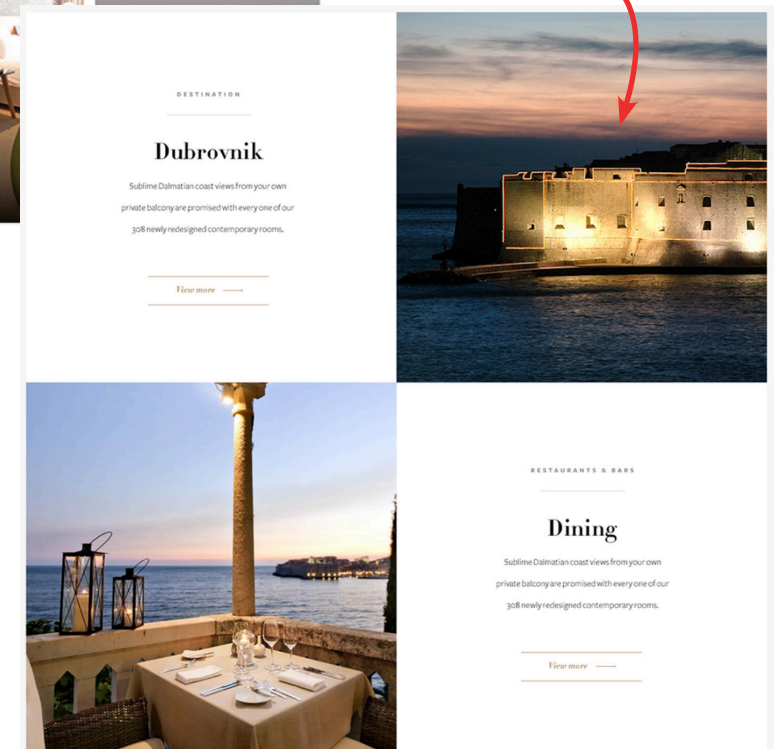 DESTINATION
Dubrovnik
Sublime Dalmatian coast views from your own
private balcony are promised with every one of our
308 newly redesigned contemporary rooms.
View more
RESTAURANTS & BARS
Dining
Sublime Dalmatian coast views from your own
private balcony are promised with every one of our
308 newly redesigned contemporary rooms.
View more